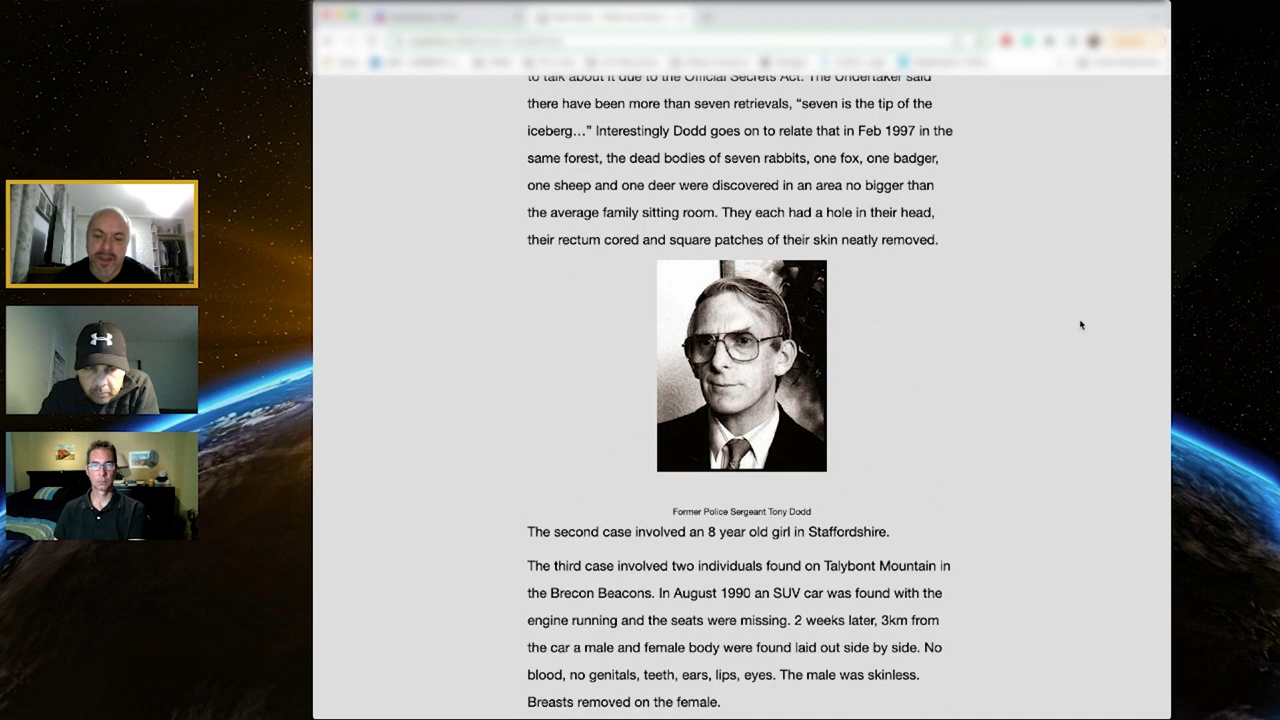 to talk about it due to the Official Secrets Act. The Undertaker said
there have been more than seven retrievals, “seven is the tip of the
iceberg…” Interestingly Dodd goes on to relate that in Feb 1997 in the
same forest, the dead bodies of seven rabbits, one fox, one badger,
one sheep and one deer were discovered in an area no bigger than
the average family sitting room. They each had a hole in their head,
their rectum cored and square patches of their skin neatly removed.
Former Police Sergeant Tony Dodd
The second case involved an 8 year old girl in Staffordshire.
The third case involved two individuals found on Talybont Mountain in
the Brecon Beacons. In August 1990 an SUV car was found with the
engine running and the seats were missing. 2 weeks later, 3km from
the car a male and female body were found laid out side by side. No
blood, no genitals, teeth, ears, lips, eyes. The male was skinless.
Breasts removed on the female.